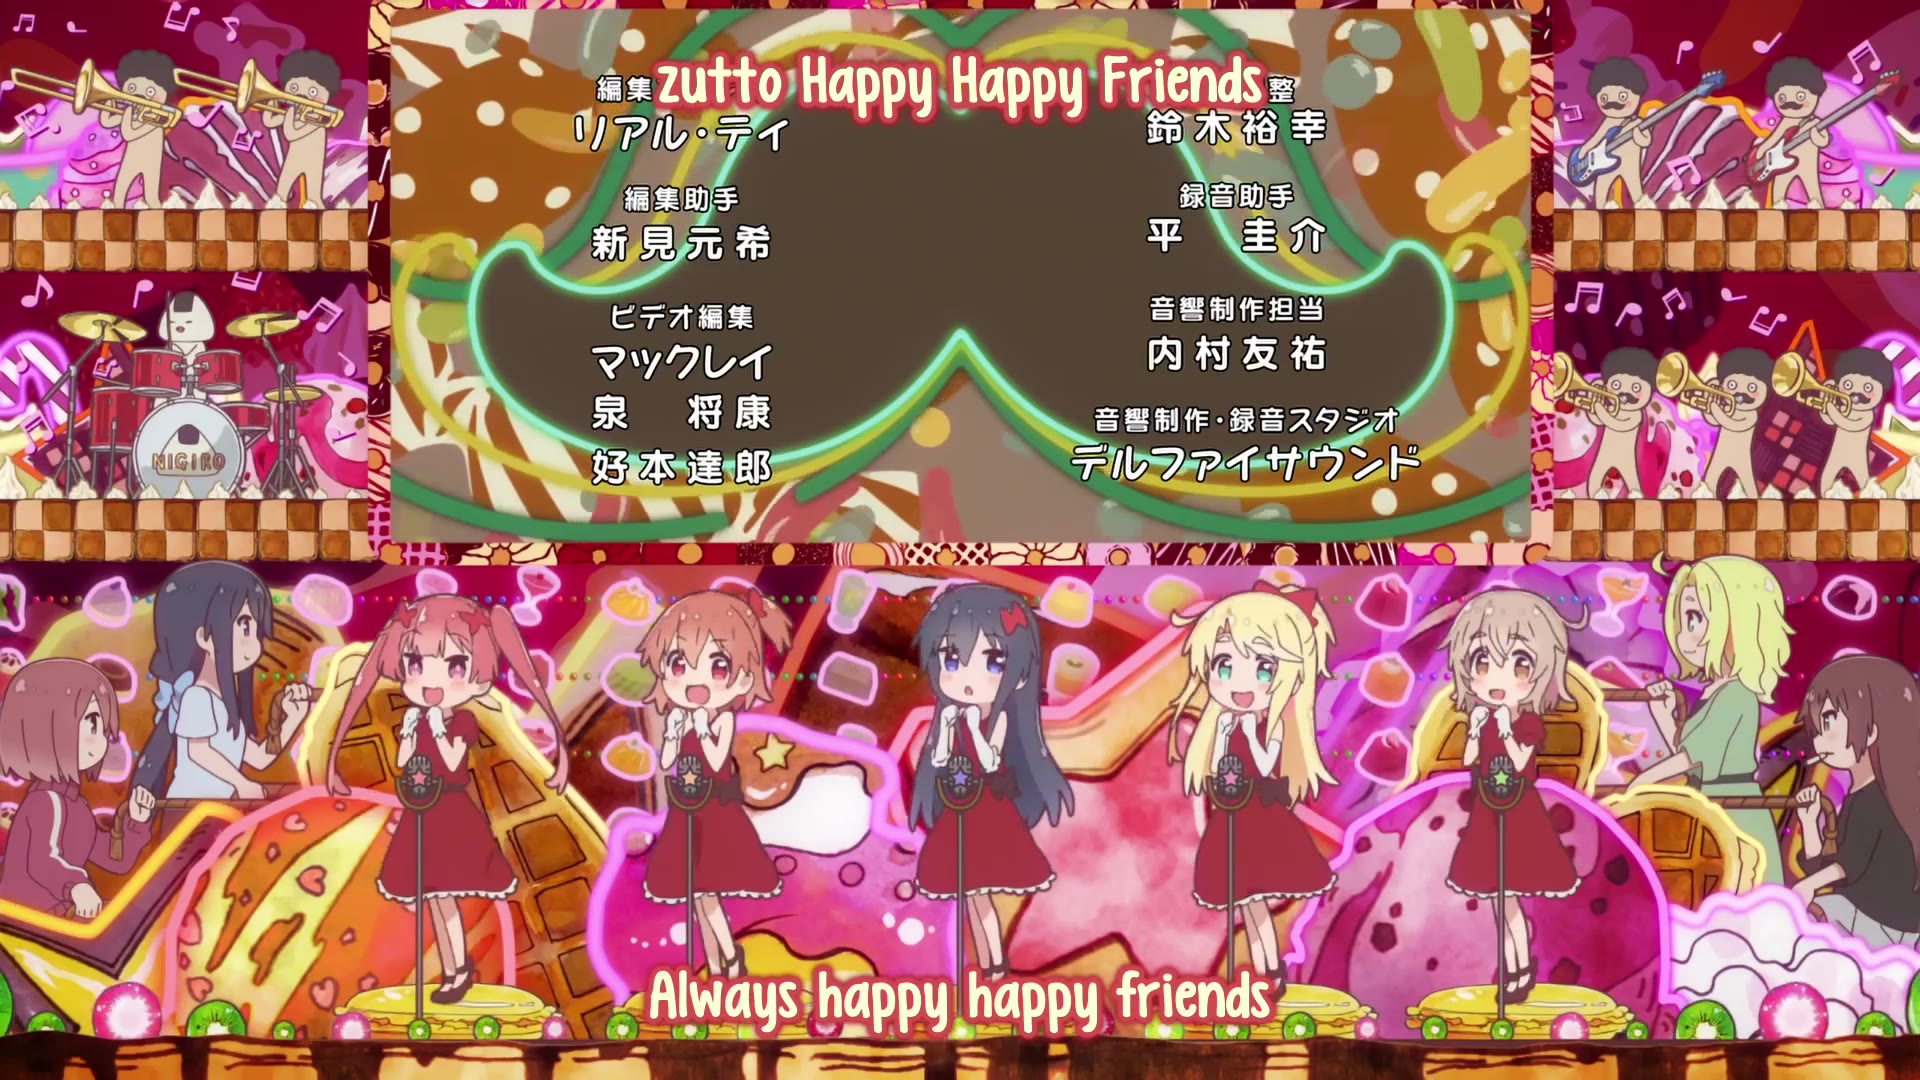 zutto Happy Happy Friends
編集
整
リアル・ティ
鈴木裕幸
編集助手
録音助手
新見元希
平 圭介
ビデオ編集
音響制作担当
マックレイ
内村友祐
泉 将康
音響制作・録音スタジオ
好本達郎
デルファイサウンド
NIGIRO
Always happy happy friends